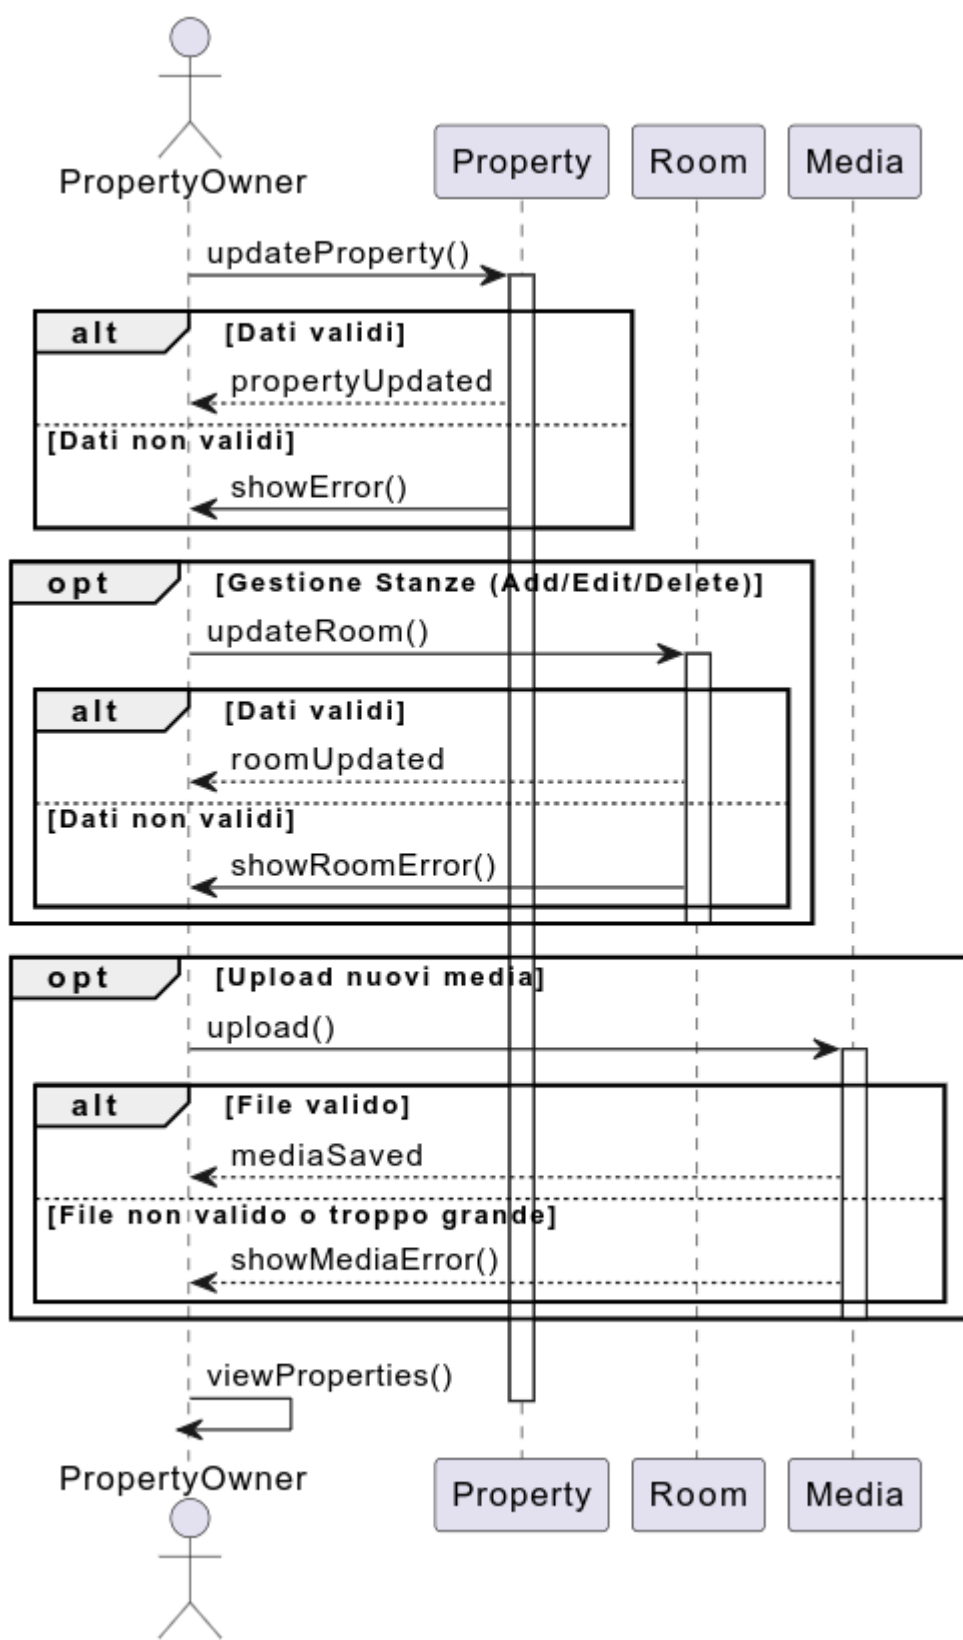 PropertyOwner
Property
Room
Media
updateProperty()
alt
[Dati validi]
propertyUpdated
[Dati non validi]
showError()
opt
[Gestione Stanze (Add/Edit/Delete)]
updateRoom()
alt
[Dati validi]
roomUpdated
[Dati non validi]
showRoomError()
opt
[Upload nuovi media]
upload()
alt
[File valido]
mediaSaved
[File non valido o troppo grande]
showMediaError()
viewProperties()
PropertyOwner
Property
Room
Media